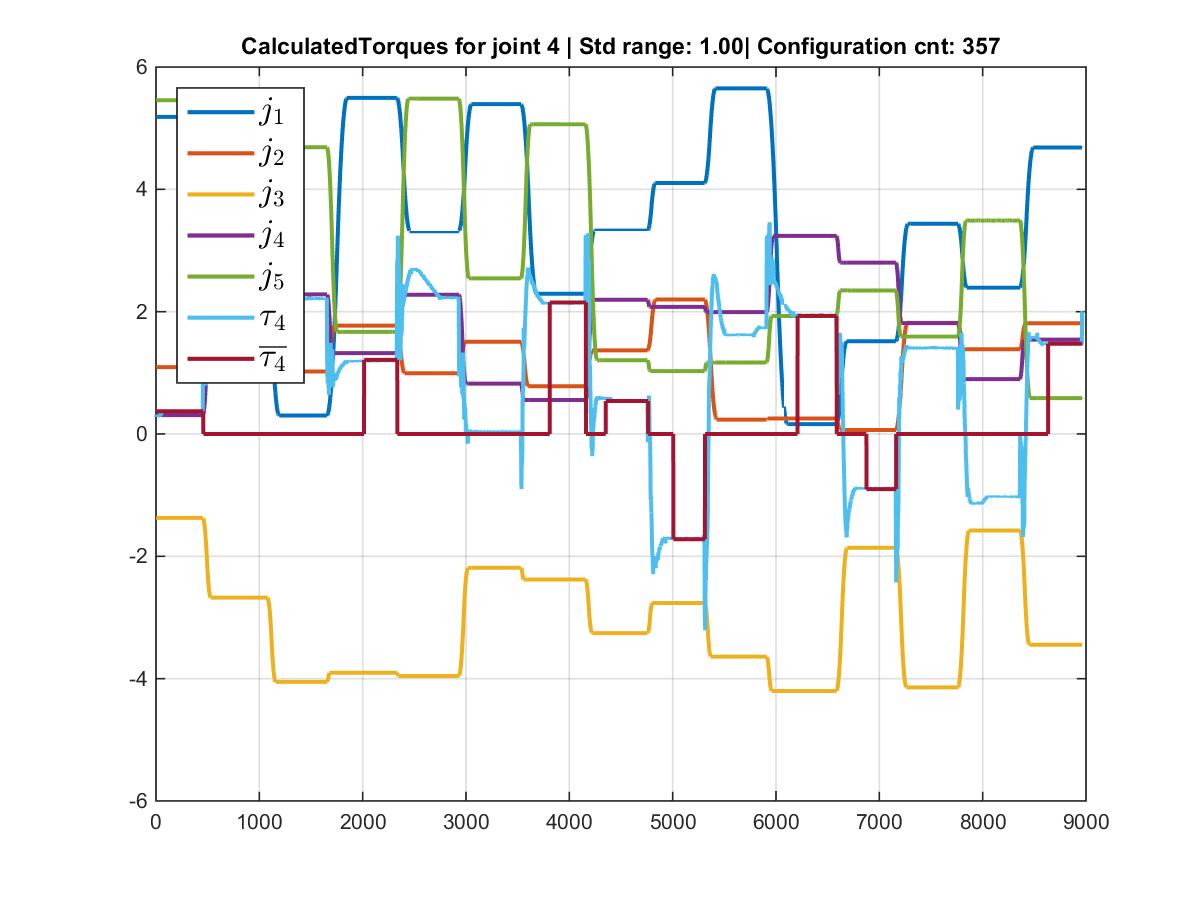 CalculatedTorques for joint 4 | Std range: 1.00| Configuration cnt: 357
6
4
2
0
-2
-4
-6
j₁
j₂
j₃
j₄
j₅
τ₄
τ̅₄
0 1000 2000 3000 4000 5000 6000 7000 8000 9000